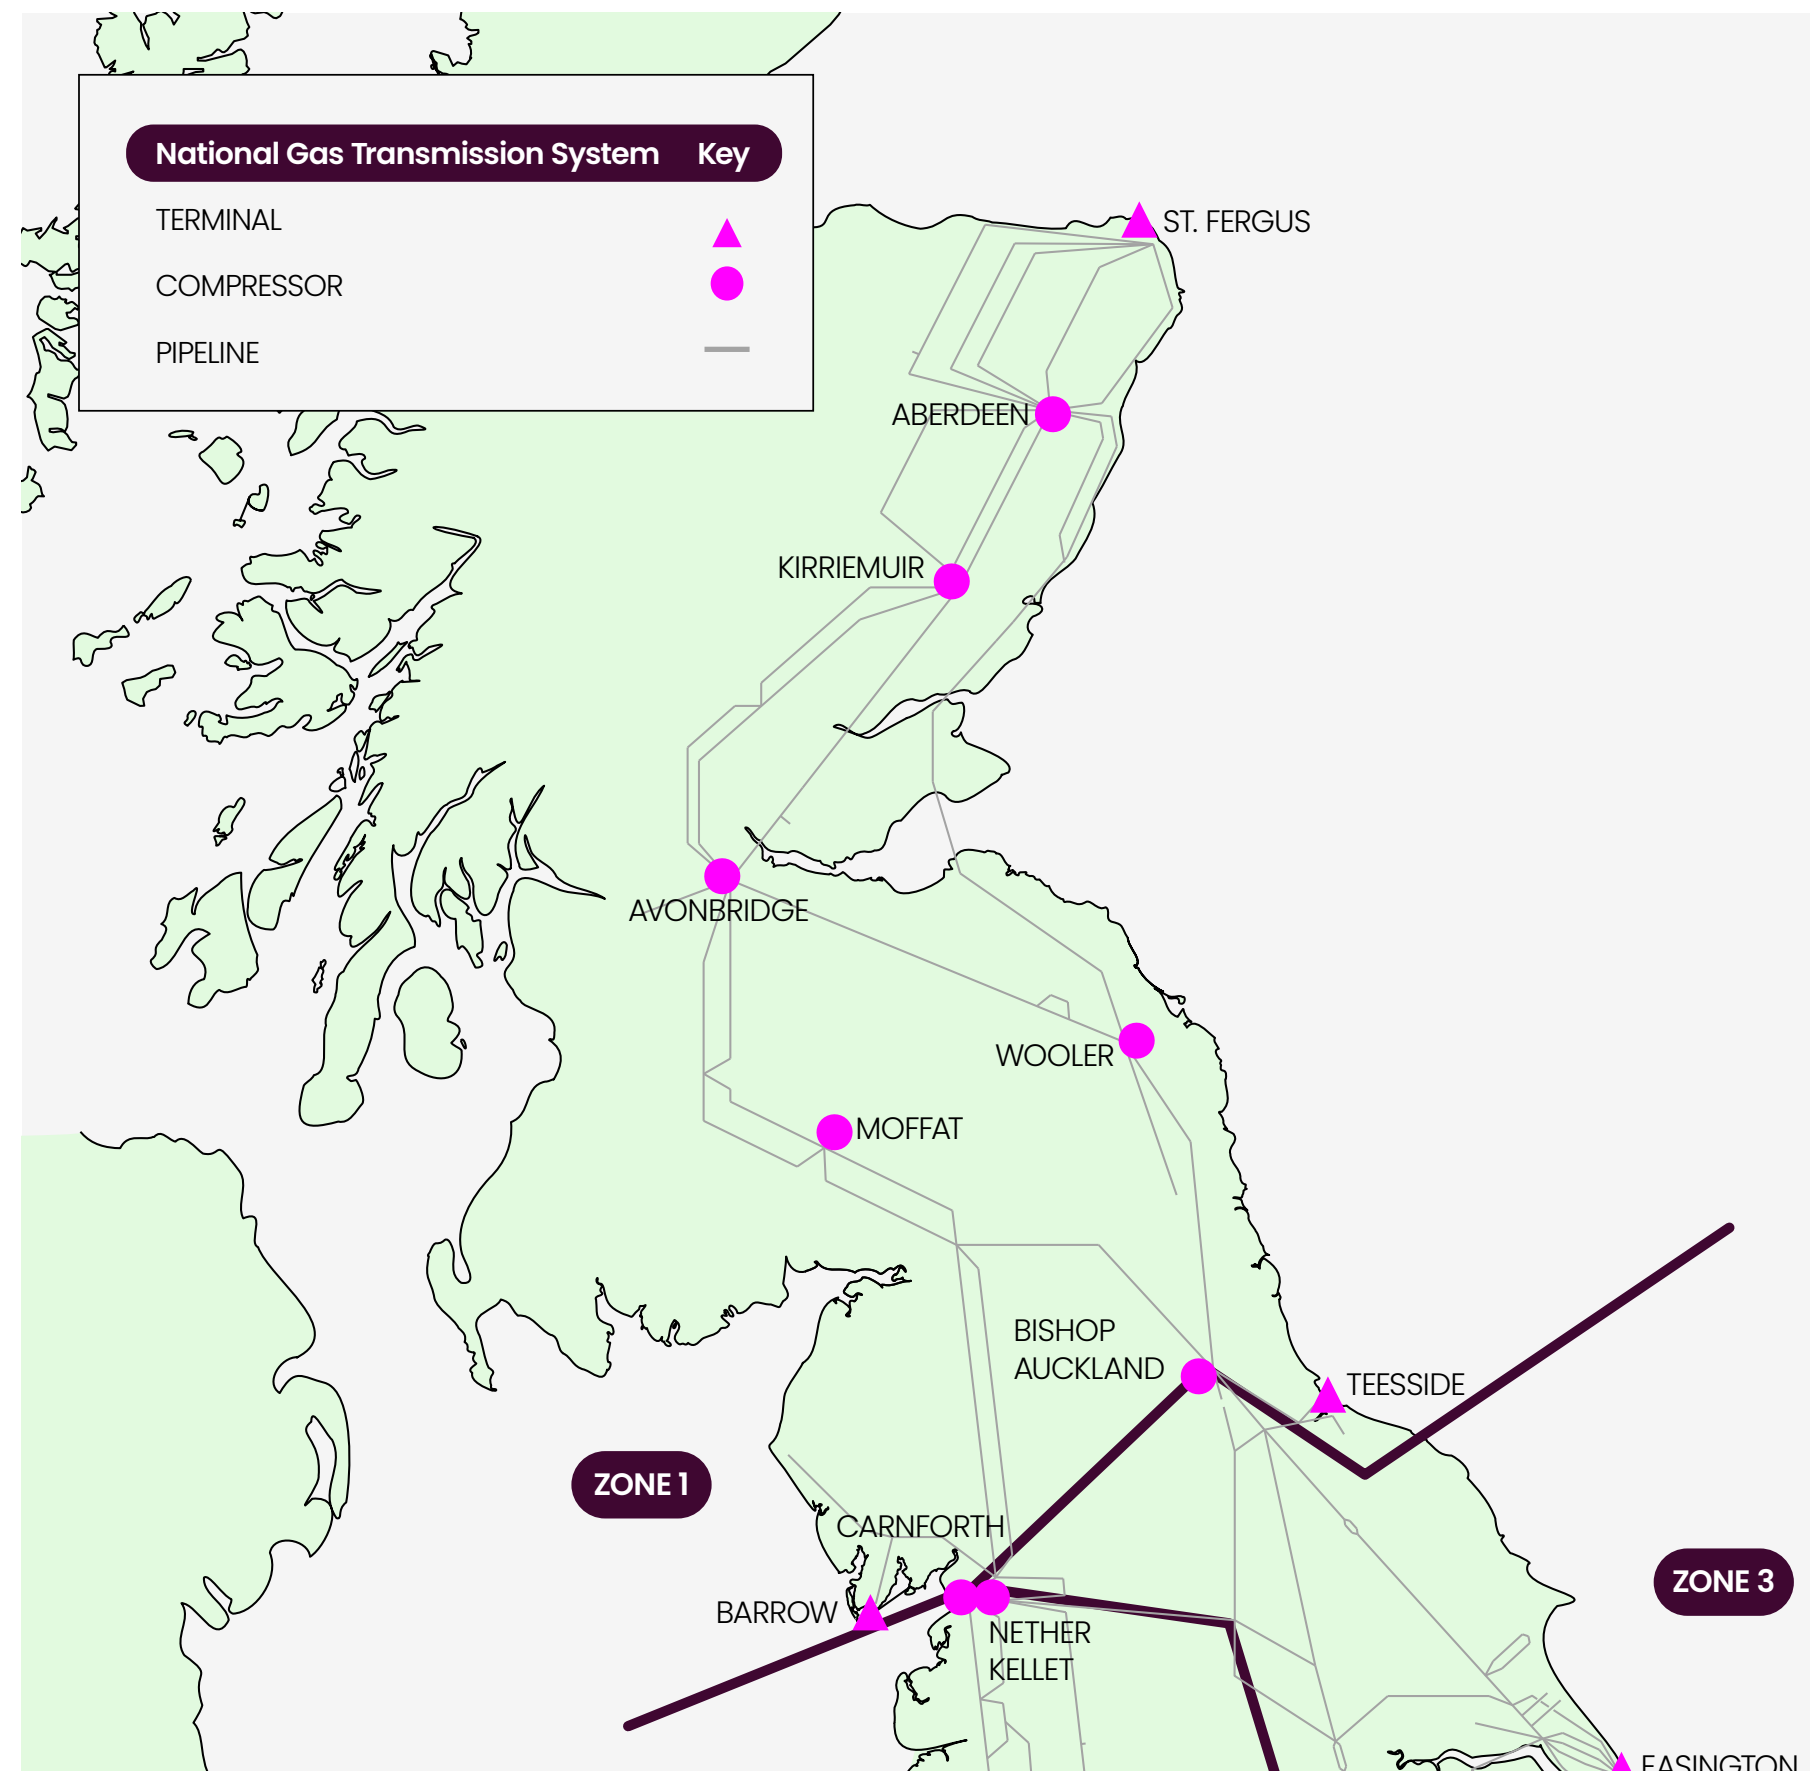 National Gas Transmission System Key
TERMINAL
COMPRESSOR
PIPELINE
ST. FERGUS
ABERDEEN
KIRRIEMUIR
AVONBRIDGE
WOOLER
MOFFAT
BISHOP
AUCKLAND
TEESSIDE
ZONE 1
CARNFORTH
ZONE 3
BARROW
NETHER
KELLET
EASINGTON